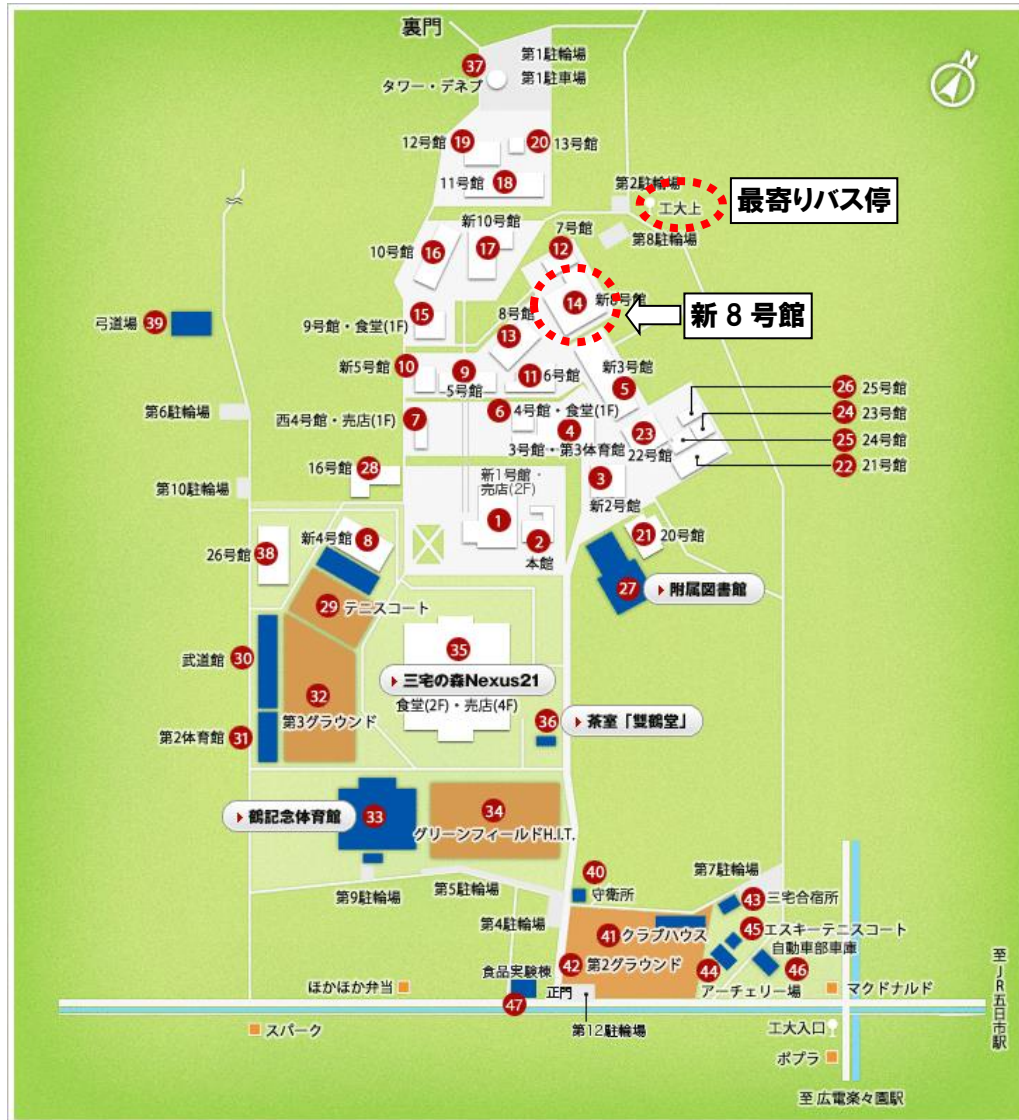 裏門
第1駐輪場
37
タワー・デネブ
第1駐車場
N
12号館 19
20 13号館
11号館 18
第2駐輪場
工大上
最寄りバス停
新10号館
7号館
第8駐輪場
10号館 16
17
12
14 新8号館
新 8 号館
弓道場 39
15
9号館・食堂(1F)
8号館
13
新3号館
新5号館 10
9
5号館
11 6号館
5
26 25号館
24 23号館
25 24号館
22 21号館
第6駐輪場
7
西4号館・売店(1F)
6 4号館・食堂(1F)
4
3号館・第3体育館
23
22号館
16号館 28
新1号館・
売店(2F)
3
新2号館
第10駐輪場
1
2
本館
21 20号館
新4号館 8
26号館 38
27
附属図書館
29 テニスコート
武道館 30
35
三宅の森Nexus21
食堂(2F)・売店(4F)
32
第3グラウンド
36 茶室「雙鶴堂」
第2体育館 31
鶴記念体育館 33
34
グリーンフィールドH.I.T.
第9駐輪場
第5駐輪場
第7駐輪場
40
守衛所
43 三宅合宿所
第4駐輪場
41 クラブハウス
45 エスキーテニスコート
自動車部車庫
42 第2グラウンド
44
アーチェリー場
46
食品実験棟
47
正門
ほかほか弁当
マクドナルド
スパーク
第12駐輪場
工大入口
ポプラ
至JR五日市駅
至 広電楽々園駅